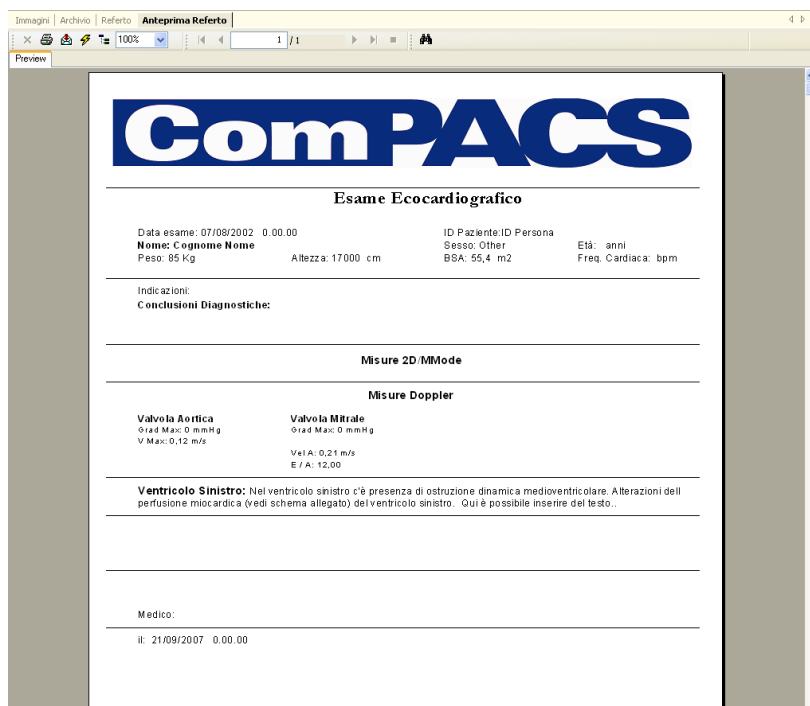 Immagini Archivio Referto Anteprima Referto
100% 1 /1
Preview
ComPACS
Esame Ecocardiografico
Data esame: 07/08/2002 0.00.00 ID Paziente:ID Persona
Nome: Cognome Nome Sesso: Other Età: anni
Peso: 85 Kg Altezza: 17000 cm BSA: 55,4 m2 Freq. Cardiaca: bpm
Indicazioni:
Conclusioni Diagnostiche:
Misure 2D/MMode
Misure Doppler
Valvola Aortica Valvola Mitrale
Grad Max: 0 mmHg Grad Max: 0 mmHg
V Max: 0,12 m/s
Vel A: 0,21 m/s
E / A: 12,00
Ventricolo Sinistro: Nel ventricolo sinistro c'è presenza di ostruzione dinamica medioventricolare. Alterazioni dell
perfusione miocardica (vedi schema allegato) del ventricolo sinistro. Qui è possibile inserire del testo..
Medico:
il: 21/09/2007 0.00.00